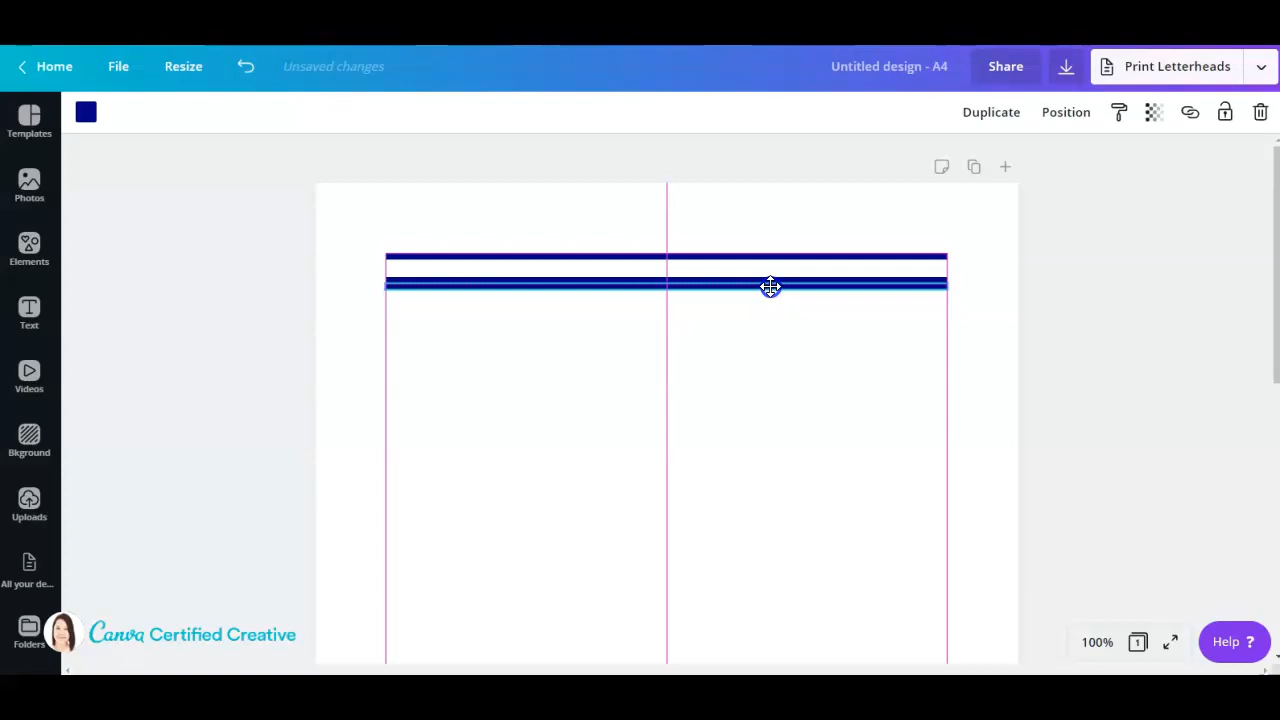 Home File Resize Unsaved changes Untitled design - A4 Share Print Letterheads
Duplicate Position
Templates
Photos
Elements
Text
Videos
Bkground
Uploads
All your de...
Folders
Canva Certified Creative
100% 1 Help ?